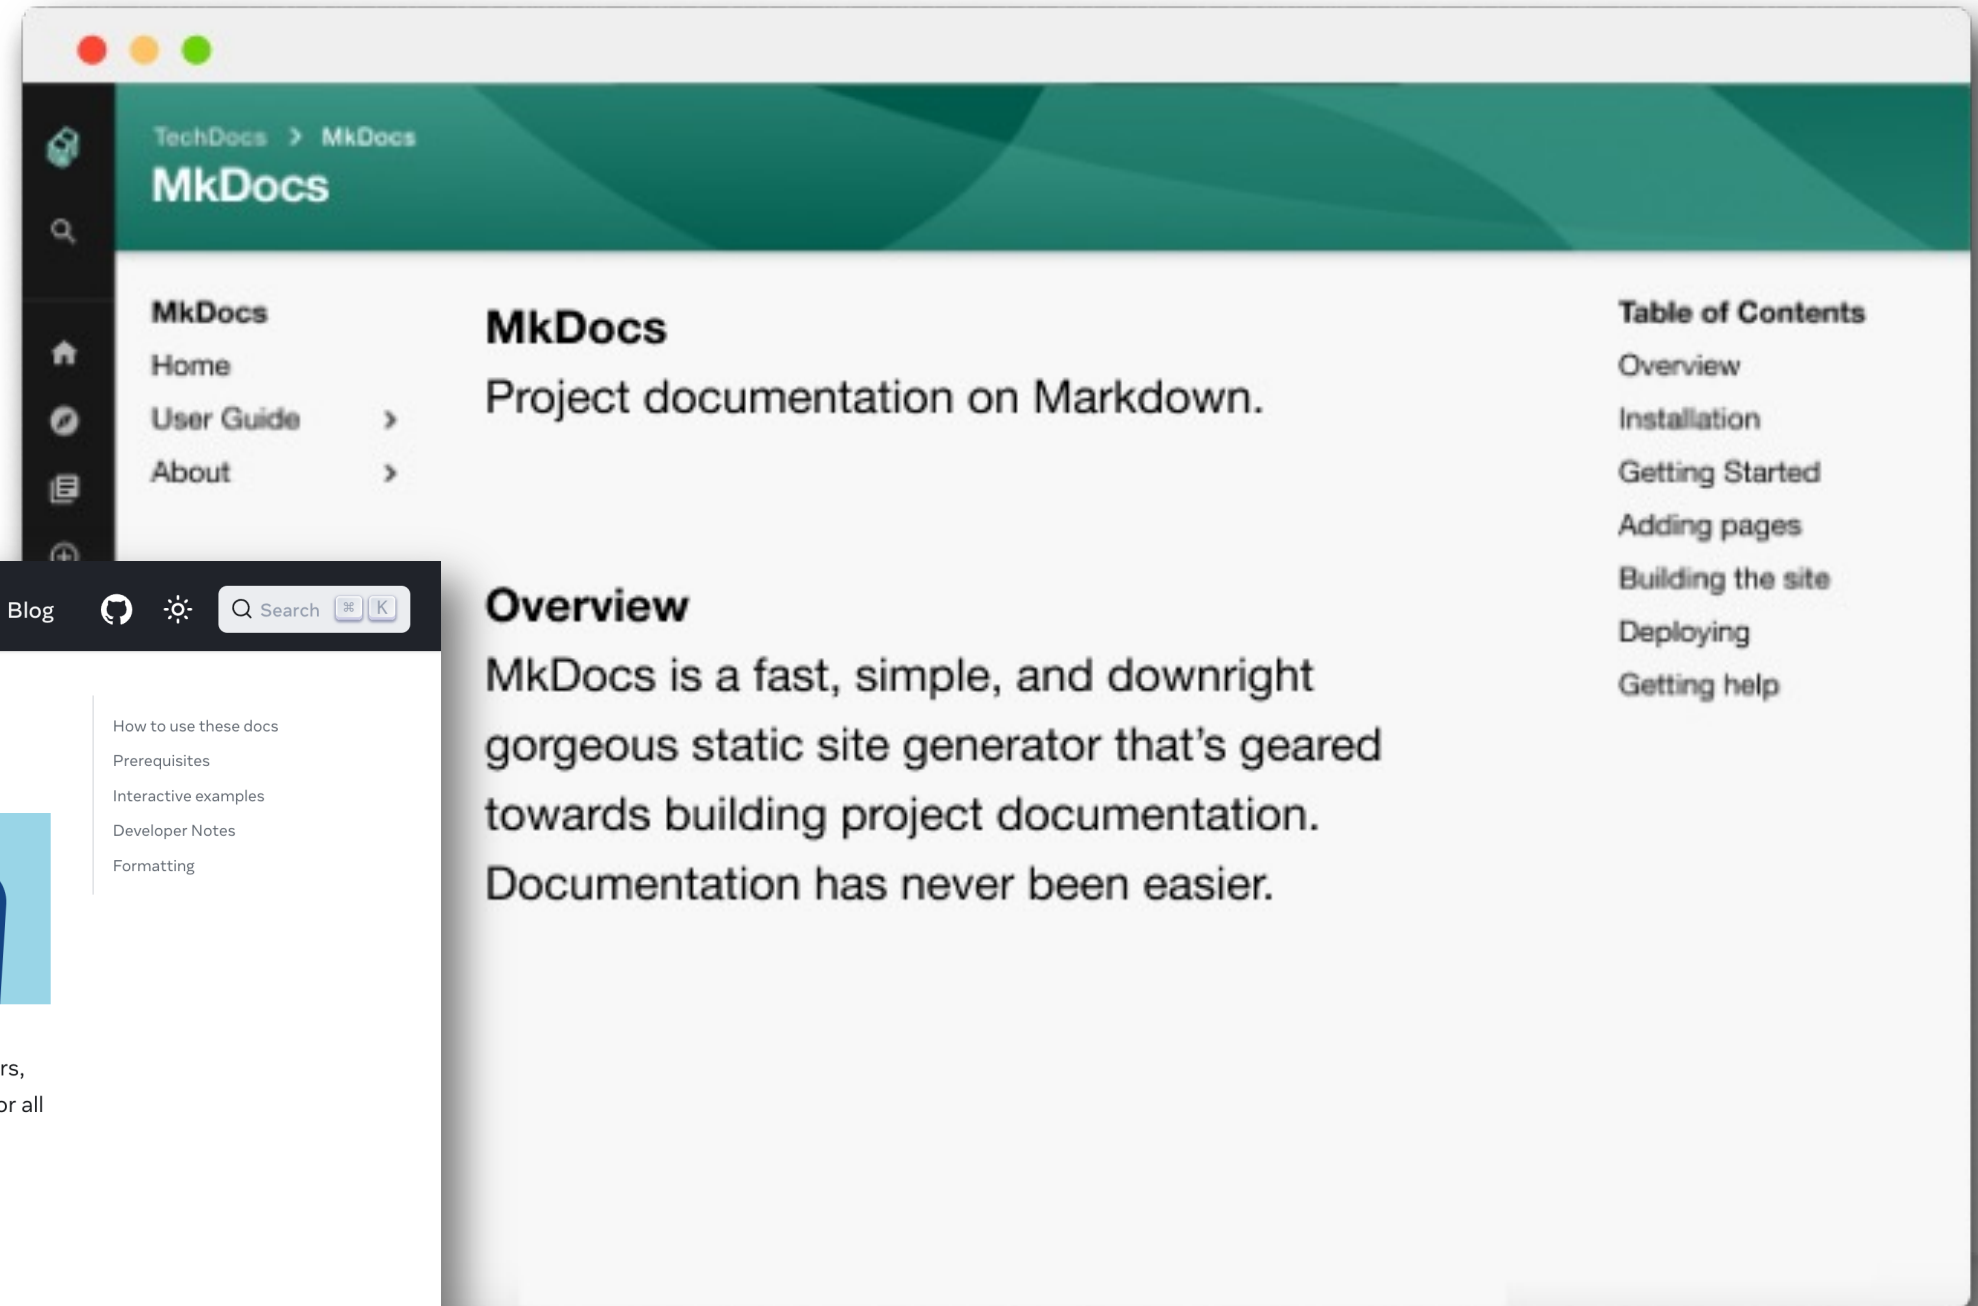 TechDocs > MkDocs
MkDocs
MkDocs
Home
User Guide
About
MkDocs
Project documentation on Markdown.
Overview
MkDocs is a fast, simple, and downright
gorgeous static site generator that's geared
towards building project documentation.
Documentation has never been easier.
Table of Contents
Overview
Installation
Getting Started
Adding pages
Building the site
Deploying
Getting help
Blog
Search ⌘ K
How to use these docs
Prerequisites
Interactive examples
Developer Notes
Formatting
rs,
or all